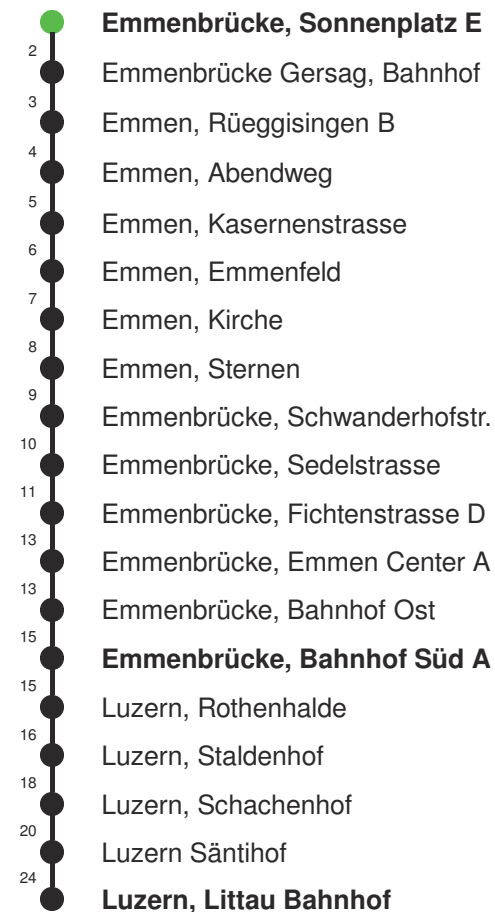 Emmenbrücke, Sonnenplatz E
2
Emmenbrücke Gersag, Bahnhof
3
Emmen, Rüeggisingen B
4
Emmen, Abendweg
5
Emmen, Kasernenstrasse
6
Emmen, Emmenfeld
7
Emmen, Kirche
8
Emmen, Sternen
9
Emmenbrücke, Schwanderhofstr.
10
Emmenbrücke, Sedelstrasse
11
Emmenbrücke, Fichtenstrasse D
13
Emmenbrücke, Emmen Center A
13
Emmenbrücke, Bahnhof Ost
15
Emmenbrücke, Bahnhof Süd A
15
Luzern, Rothenhalde
16
Luzern, Staldenhof
18
Luzern, Schachenhof
20
Luzern Säntihof
24
Luzern, Littau Bahnhof